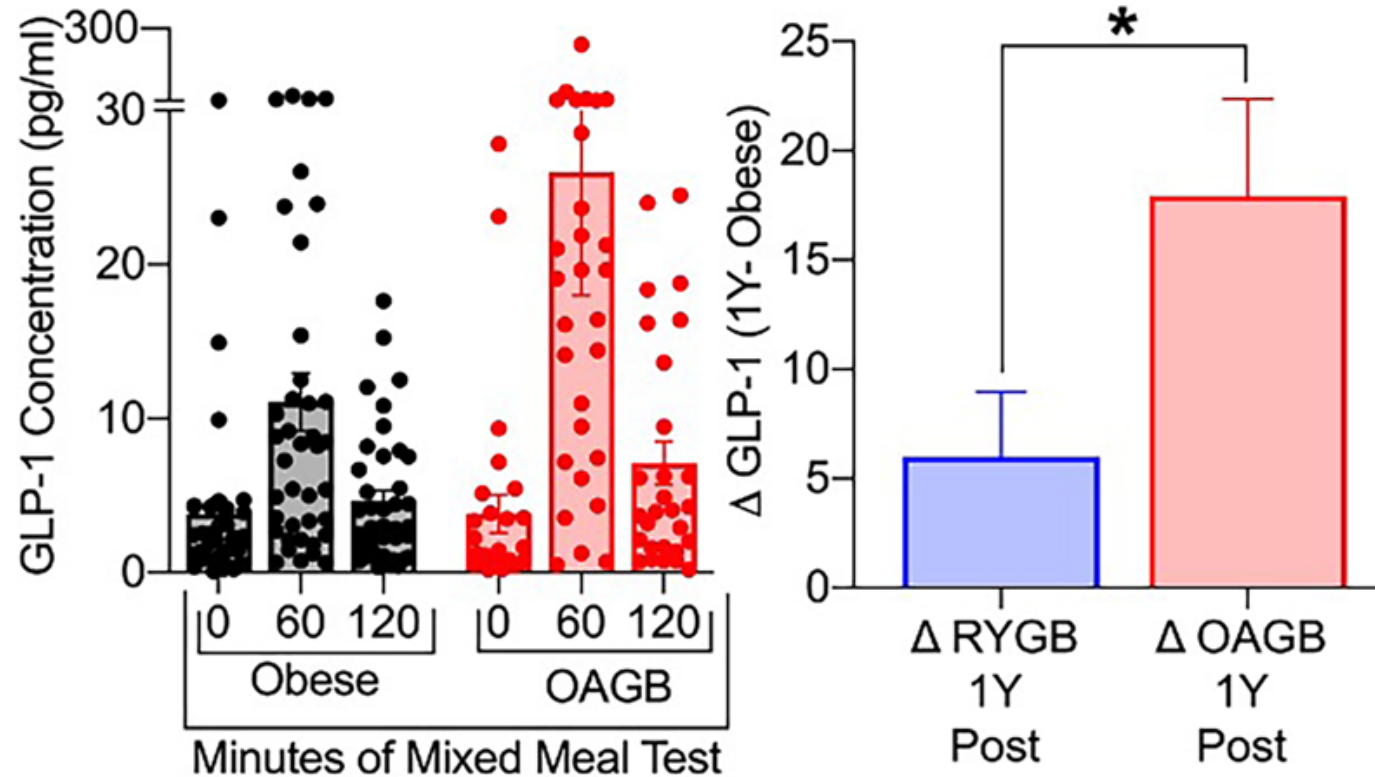 GLP-1 Concentration (pg/ml)
300
30
20
10
0
0 60 120
Obese
0 60 120
OAGB
Minutes of Mixed Meal Test
Δ GLP-1 (1Y- Obese)
25
20
15
10
5
0
*
Δ RYGB
1Y
Post
Δ OAGB
1Y
Post